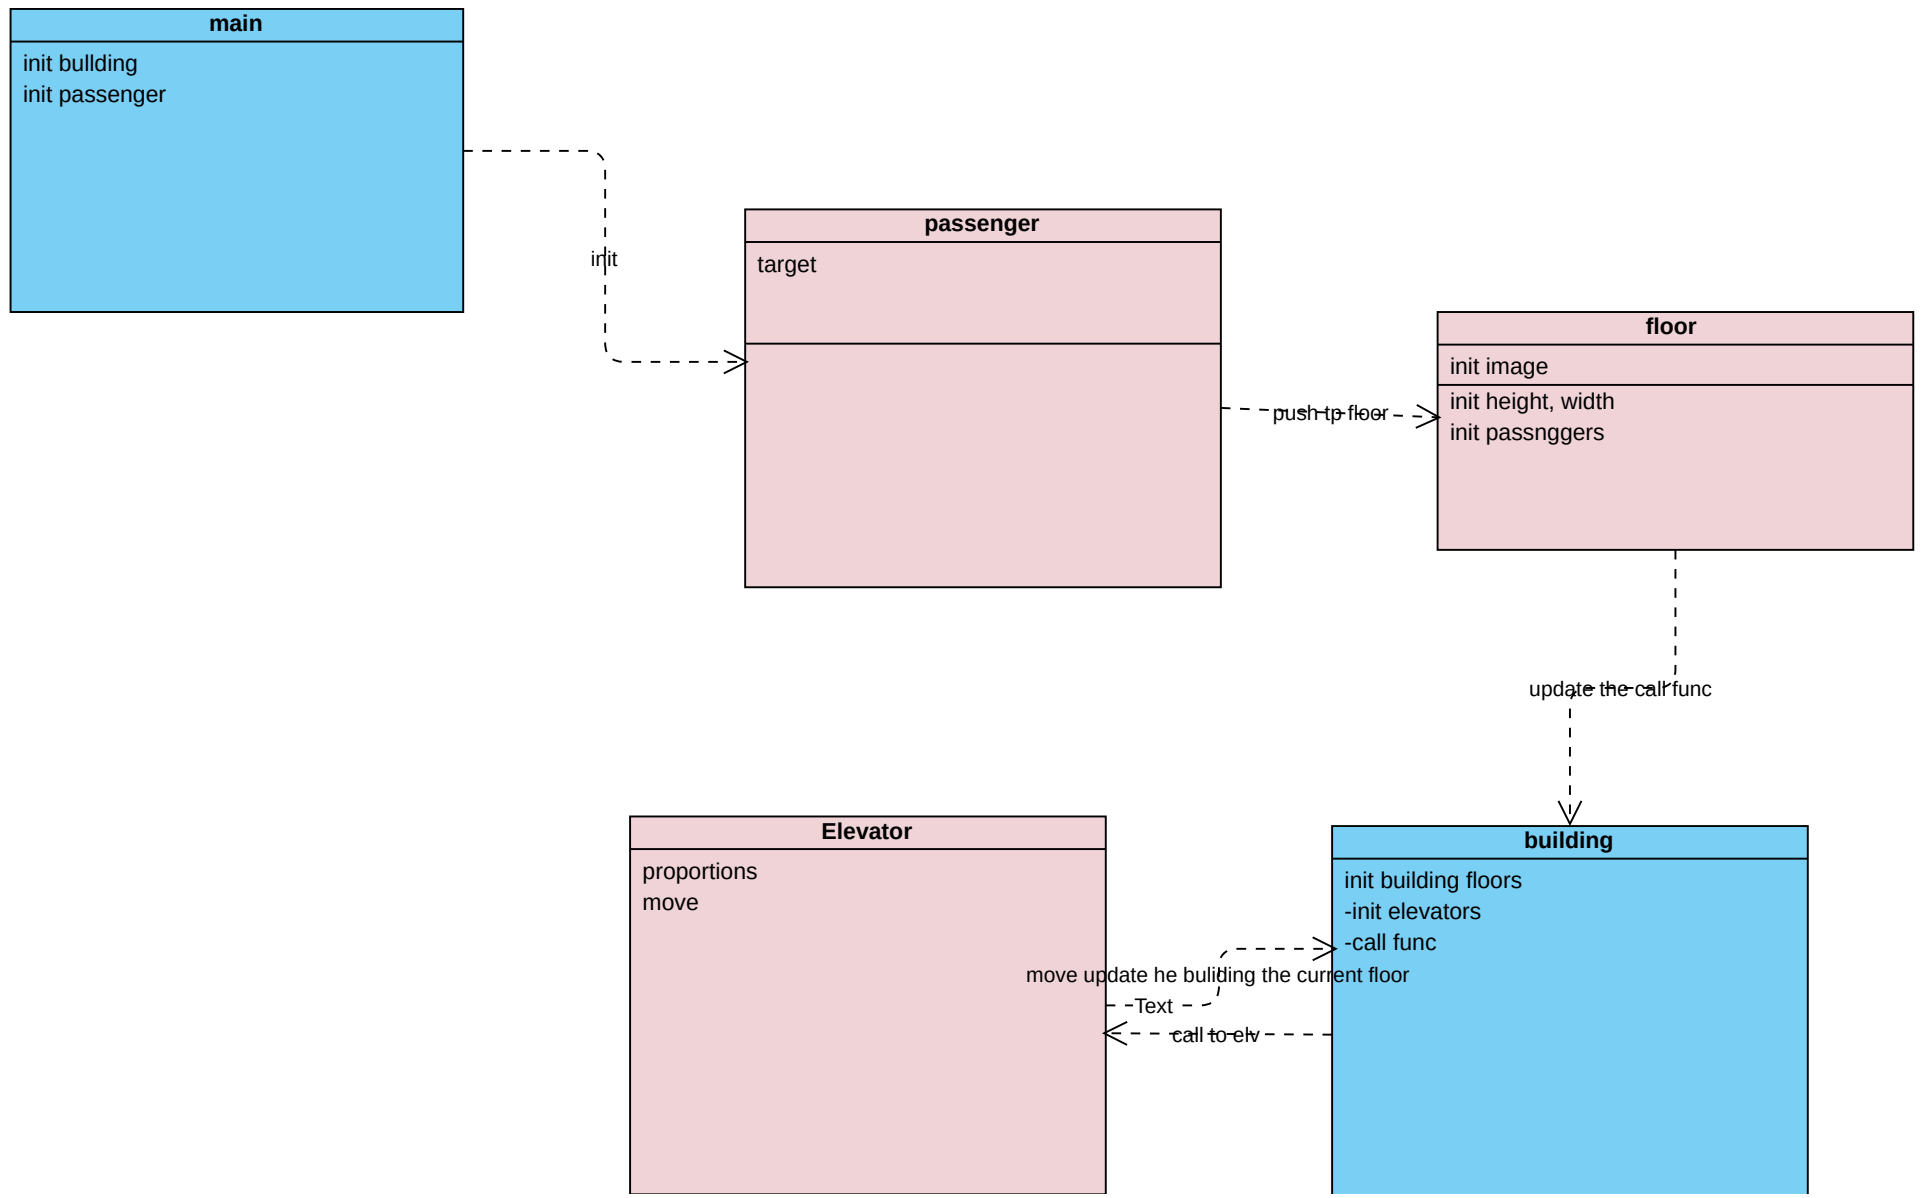 main
init bullding
init passenger
init
passenger
target
push tp floor
floor
init image
init height, width
init passnggers
update the call func
Elevator
proportions
move
move update he builidng the current floor
Text
call to elv
building
init building floors
-init elevators
-call func